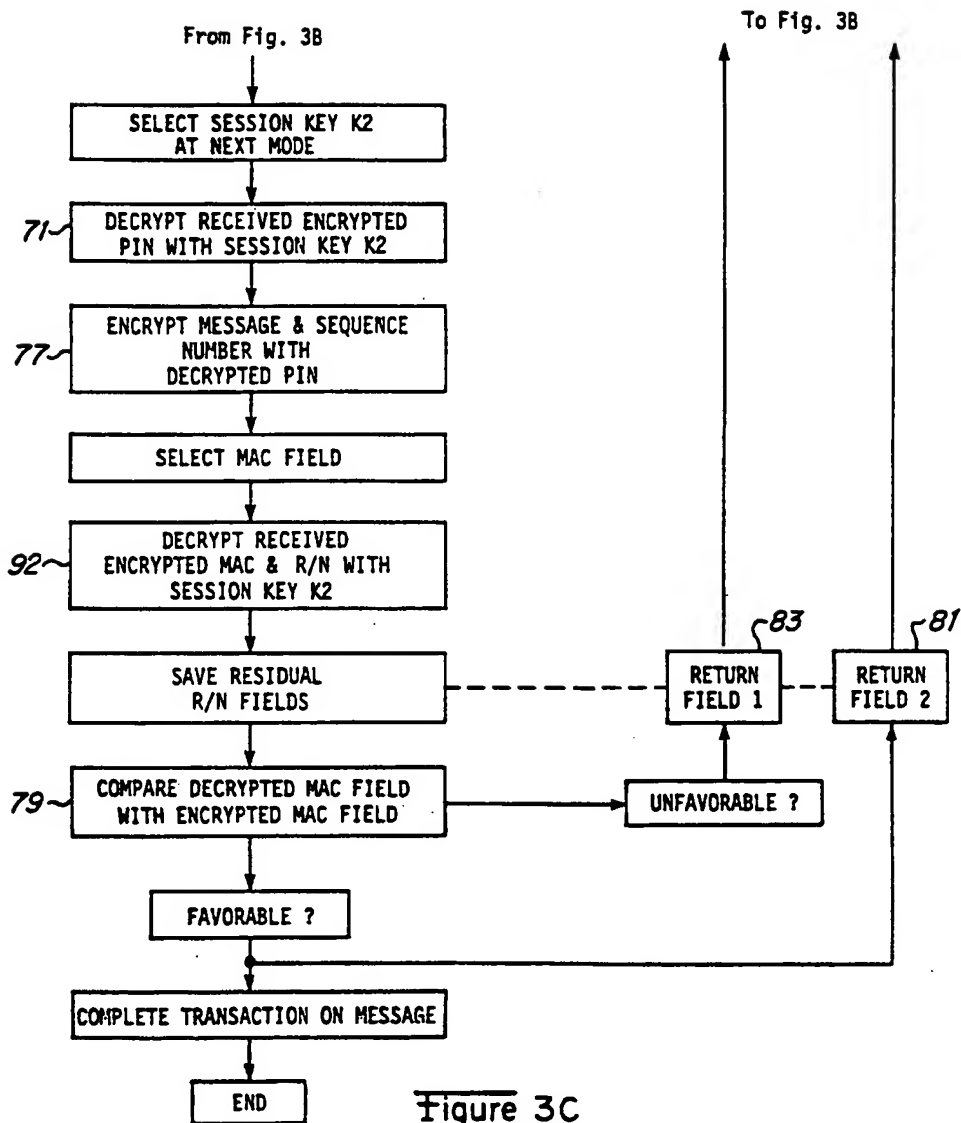 From Fig. 3B
To Fig. 3B
SELECT SESSION KEY K2
AT NEXT MODE
71
DECRYPT RECEIVED ENCRYPTED
PIN WITH SESSION KEY K2
77
ENCRYPT MESSAGE & SEQUENCE
NUMBER WITH
DECRYPTED PIN
SELECT MAC FIELD
92
DECRYPT RECEIVED
ENCRYPTED MAC & R/N WITH
SESSION KEY K2
SAVE RESIDUAL
R/N FIELDS
83
RETURN
FIELD 1
81
RETURN
FIELD 2
79
COMPARE DECRYPTED MAC FIELD
WITH ENCRYPTED MAC FIELD
UNFAVORABLE ?
FAVORABLE ?
COMPLETE TRANSACTION ON MESSAGE
END
Figure 3C